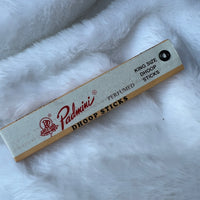 Padmini
PERFUMED
DHOOP STICKS
KING SIZE
DHOOP
STICKS